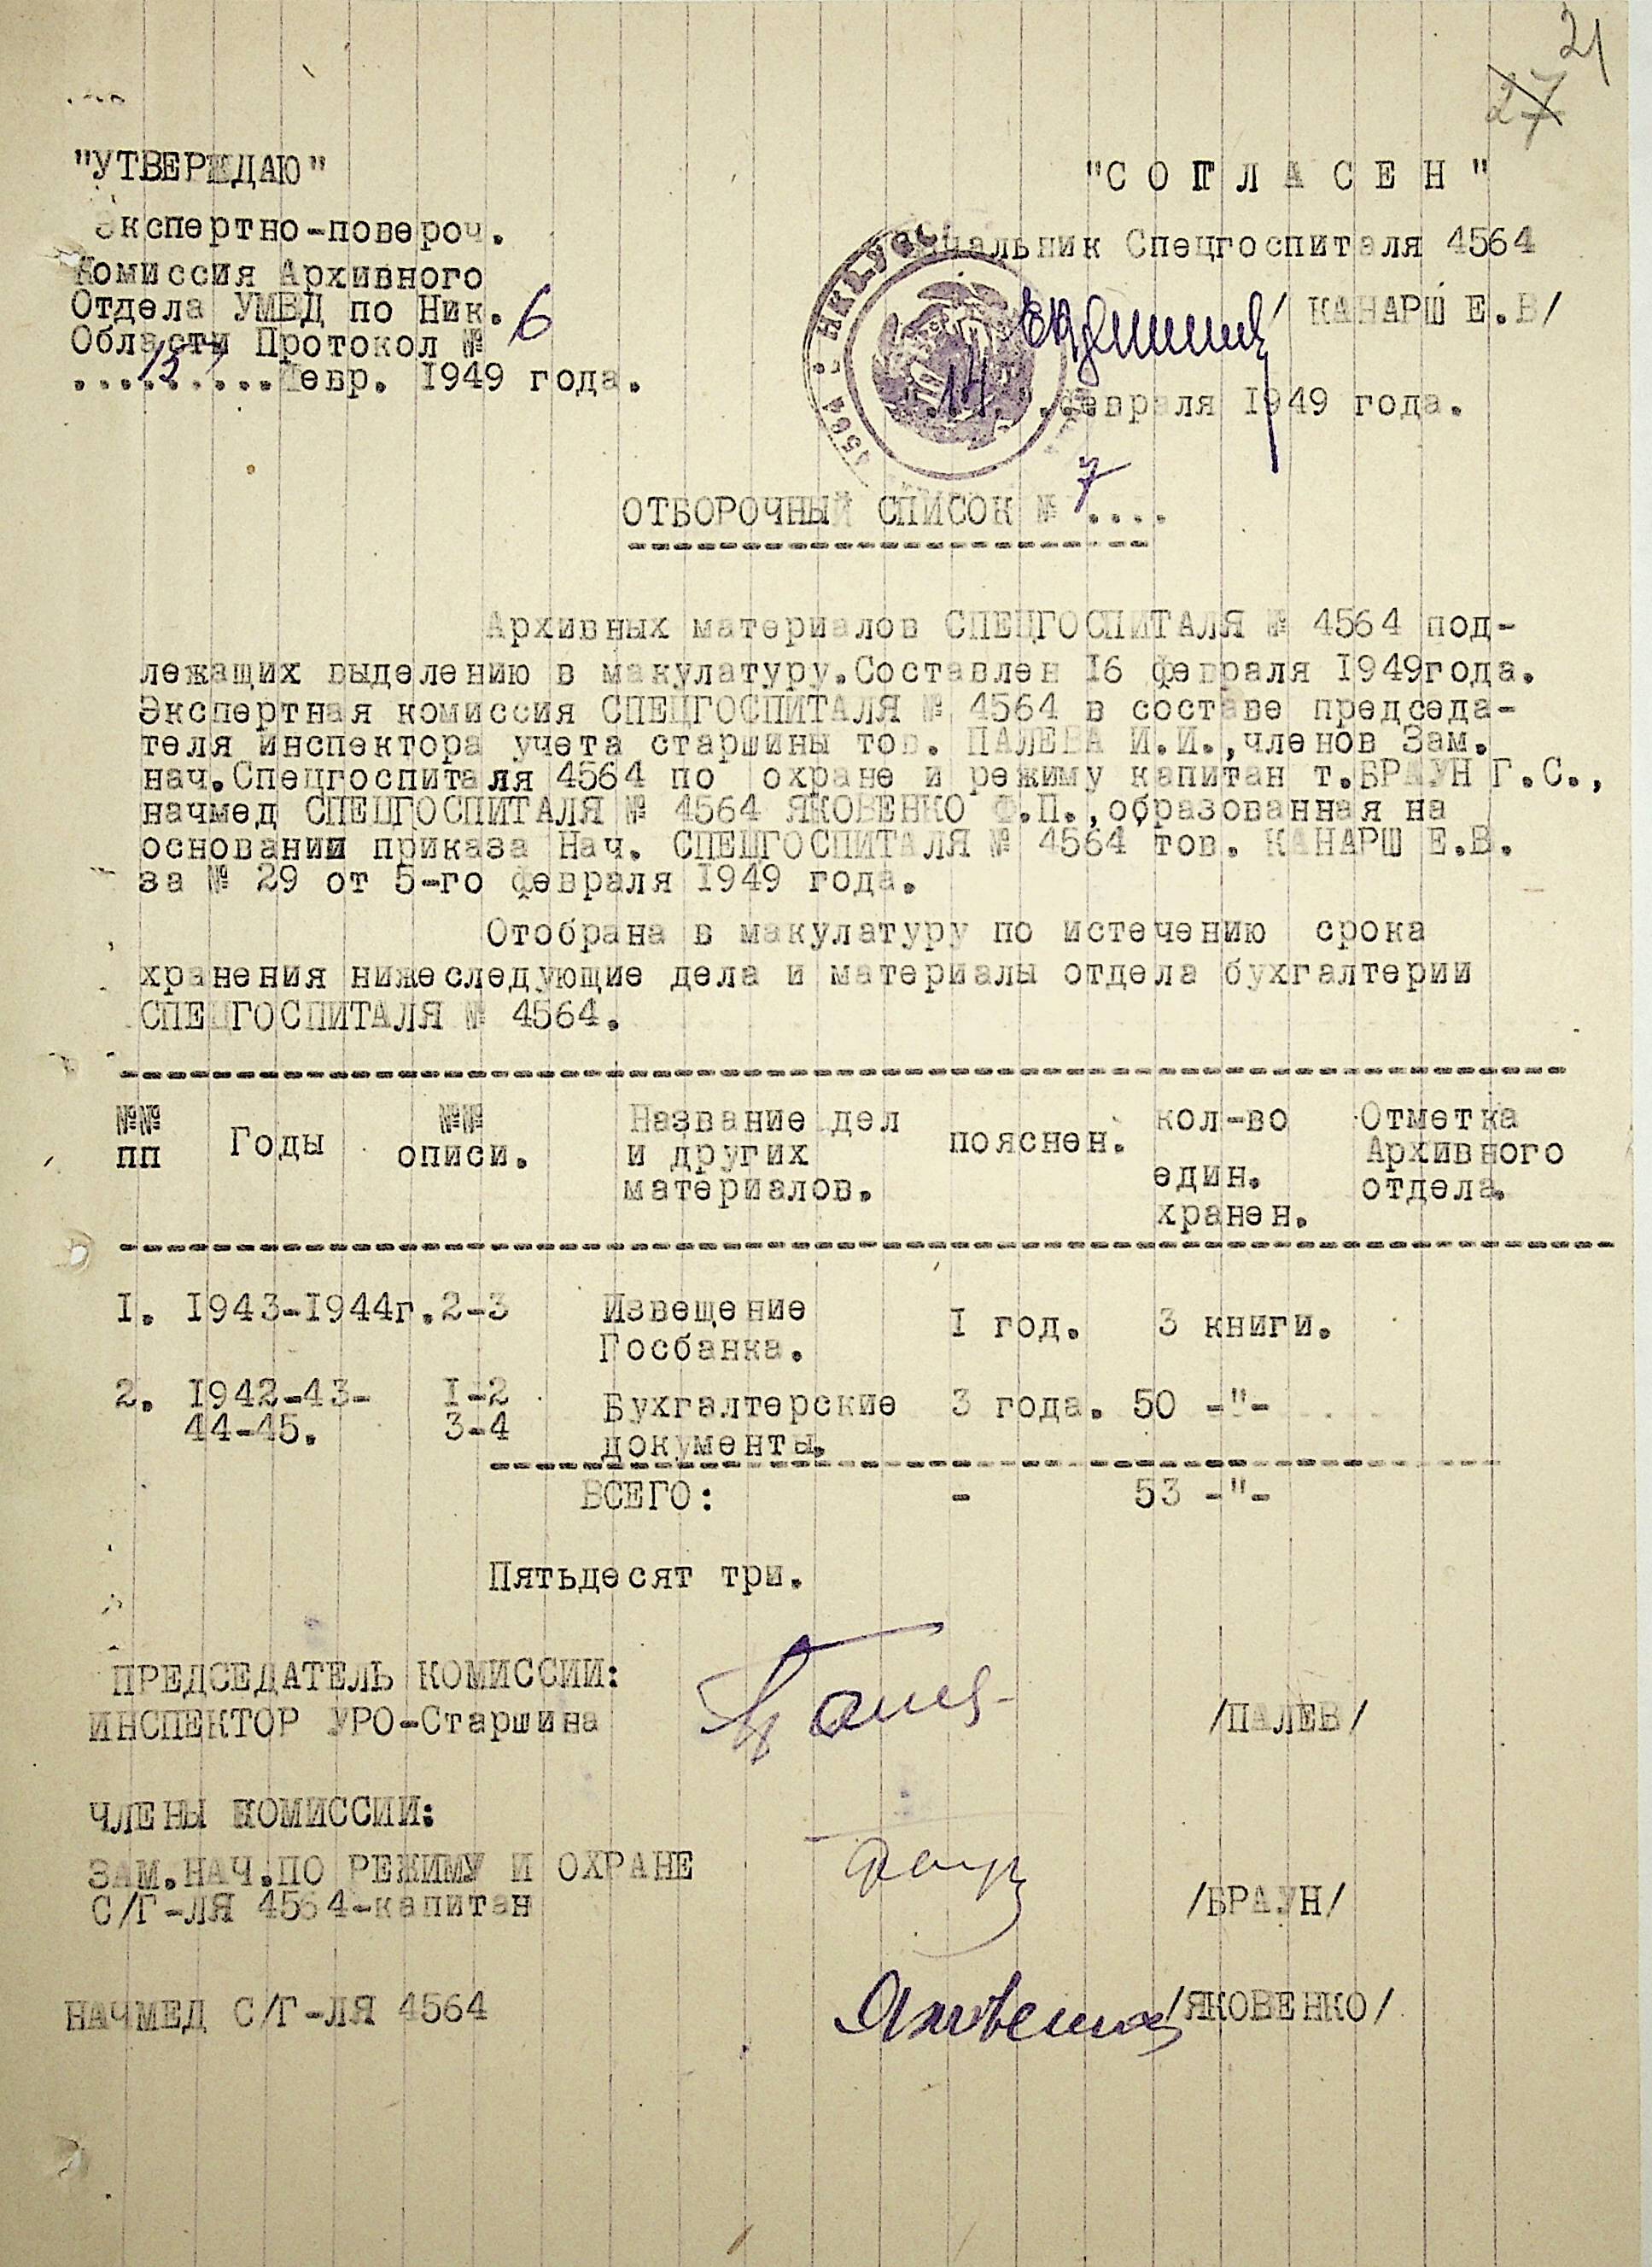 21
27
"УТВЕРЖДАЮ"
Экспертно-повероч.
Комиссия Архивного
Отдела УМВД по Ник.
Области Протокол № 6
..........Февр. 1949 года.
"СОГЛАСЕН"
Начальник Спецгоспиталя 4564
/КАНАРШ Е.В/
.14. .февраля 1949 года.
4564
ОТБОРОЧНЫЙ СПИСОК № 7....
Архивных материалов СПЕЦГОСПИТАЛЯ № 4564 под-
лежащих выделению в макулатуру.Составлен 16 февраля 1949года.
Экспертная комиссия СПЕЦГОСПИТАЛЯ № 4564 в составе председа-
теля инспектора учета старшины тов. ПАЛЕВА И.И.,членов Зам.
нач.Спецгоспиталя 4564 по охране и режиму капитан т.БРАУН Г.С.,
начмед СПЕЦГОСПИТАЛЯ № 4564 ЯКОВЕНКО Ф.П.,образованная на
основании приказа Нач. СПЕЦГОСПИТАЛЯ № 4564 тов. КАНАРШ Е.В.
за № 29 от 5-го февраля 1949 года.
Отобрана в макулатуру по истечению срока
хранения нижеследующие дела и материалы отдела бухгалтерии
СПЕЦГОСПИТАЛЯ № 4564.
№№ пп
Годы
№№ описи.
Название дел
и других
материалов.
пояснен.
кол-во
един.
хранен.
Отметка
Архивного
отдела.
1. 1943-1944г. 2-3 Извещение 1 год. 3 книги.
Госбанка.
2. 1942-43- 1-2 Бухгалтерские 3 года. 50 -"-
44-45. 3-4 документы.
ВСЕГО: - 53 -"-
Пятьдесят три.
ПРЕДСЕДАТЕЛЬ КОМИССИИ:
ИНСПЕКТОР УРО-Старшина /ПАЛЕВ/
ЧЛЕНЫ КОМИССИИ:
ЗАМ.НАЧ.ПО РЕЖИМУ И ОХРАНЕ
С/Г-ЛЯ 4564-капитан /БРАУН/
НАЧМЕД С/Г-ЛЯ 4564 Яковенко /ЯКОВЕНКО/